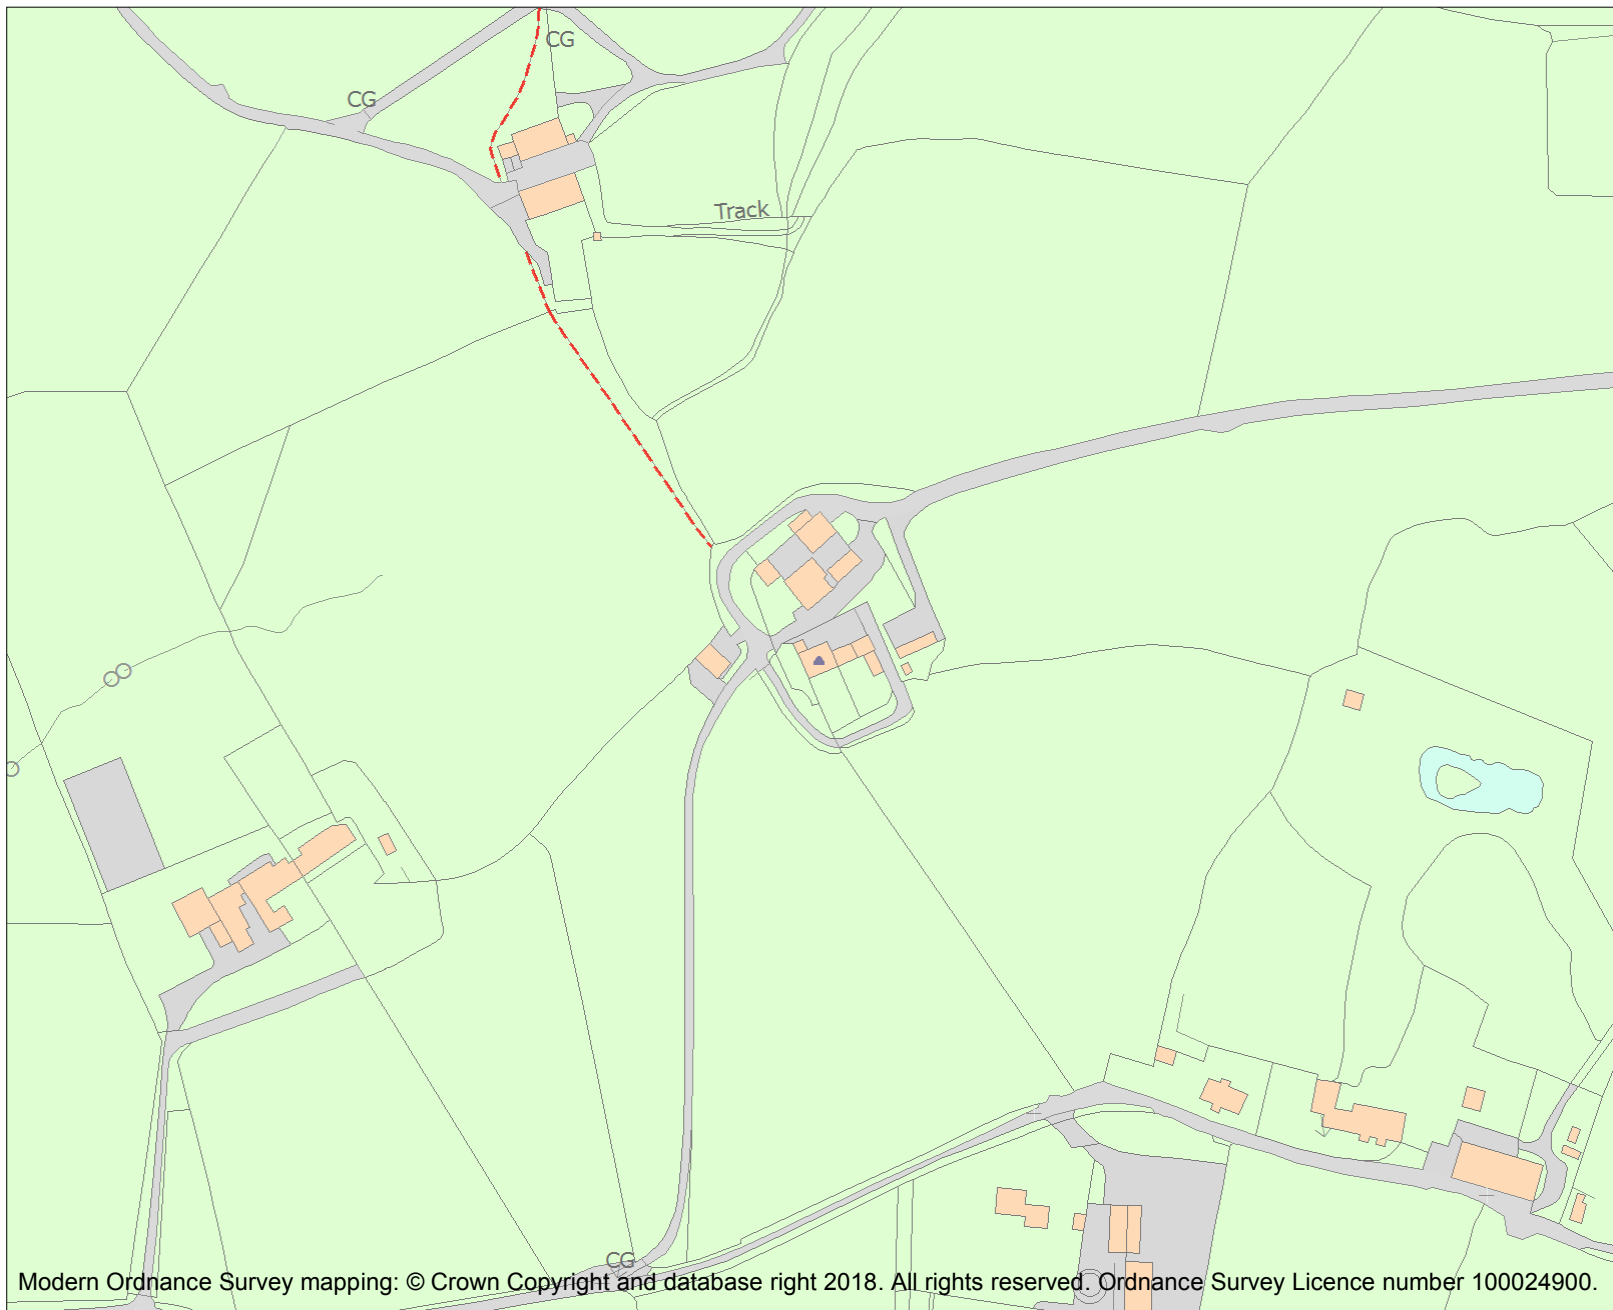 CG
CG
Track
CG
Modern Ordnance Survey mapping: © Crown Copyright and database right 2018. All rights reserved. Ordnance Survey Licence number 100024900.